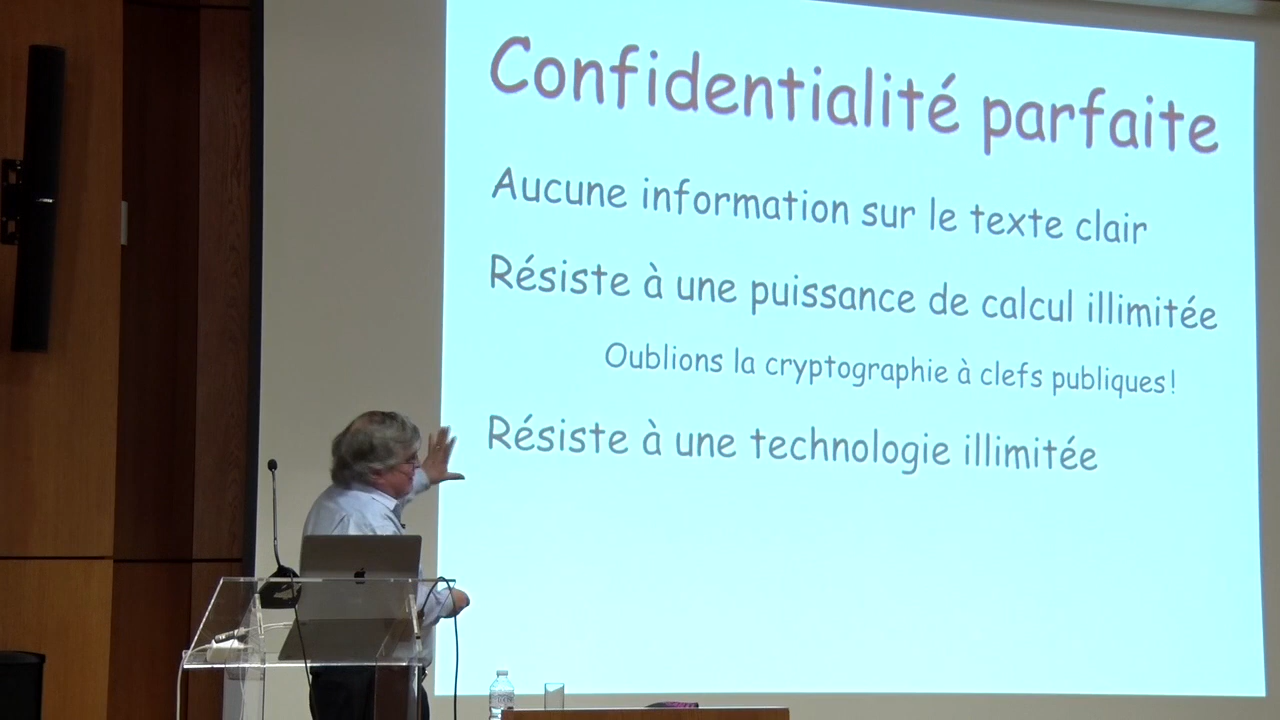 Confidentialité parfaite
Aucune information sur le texte clair
Résiste à une puissance de calcul illimitée
Oublions la cryptographie à clefs publiques!
Résiste à une technologie illimitée